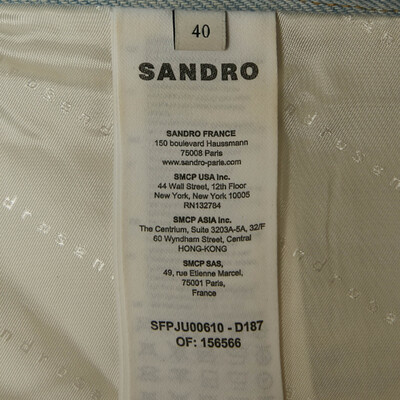 40
SANDRO
SANDRO FRANCE
150 boulevard Haussmann
75008 Paris
www.sandro-paris.com
SMCP USA Inc.
44 Wall Street, 12th Floor
New York, New York 10005
RN132784
SMCP ASIA Inc.
The Centrium, Suite 3203A-5A, 32/F
60 Wyndham Street, Central
HONG-KONG
SMCP SAS,
49, rue Etienne Marcel,
75001 Paris,
France
SFPJU00610 - D187
OF: 156566